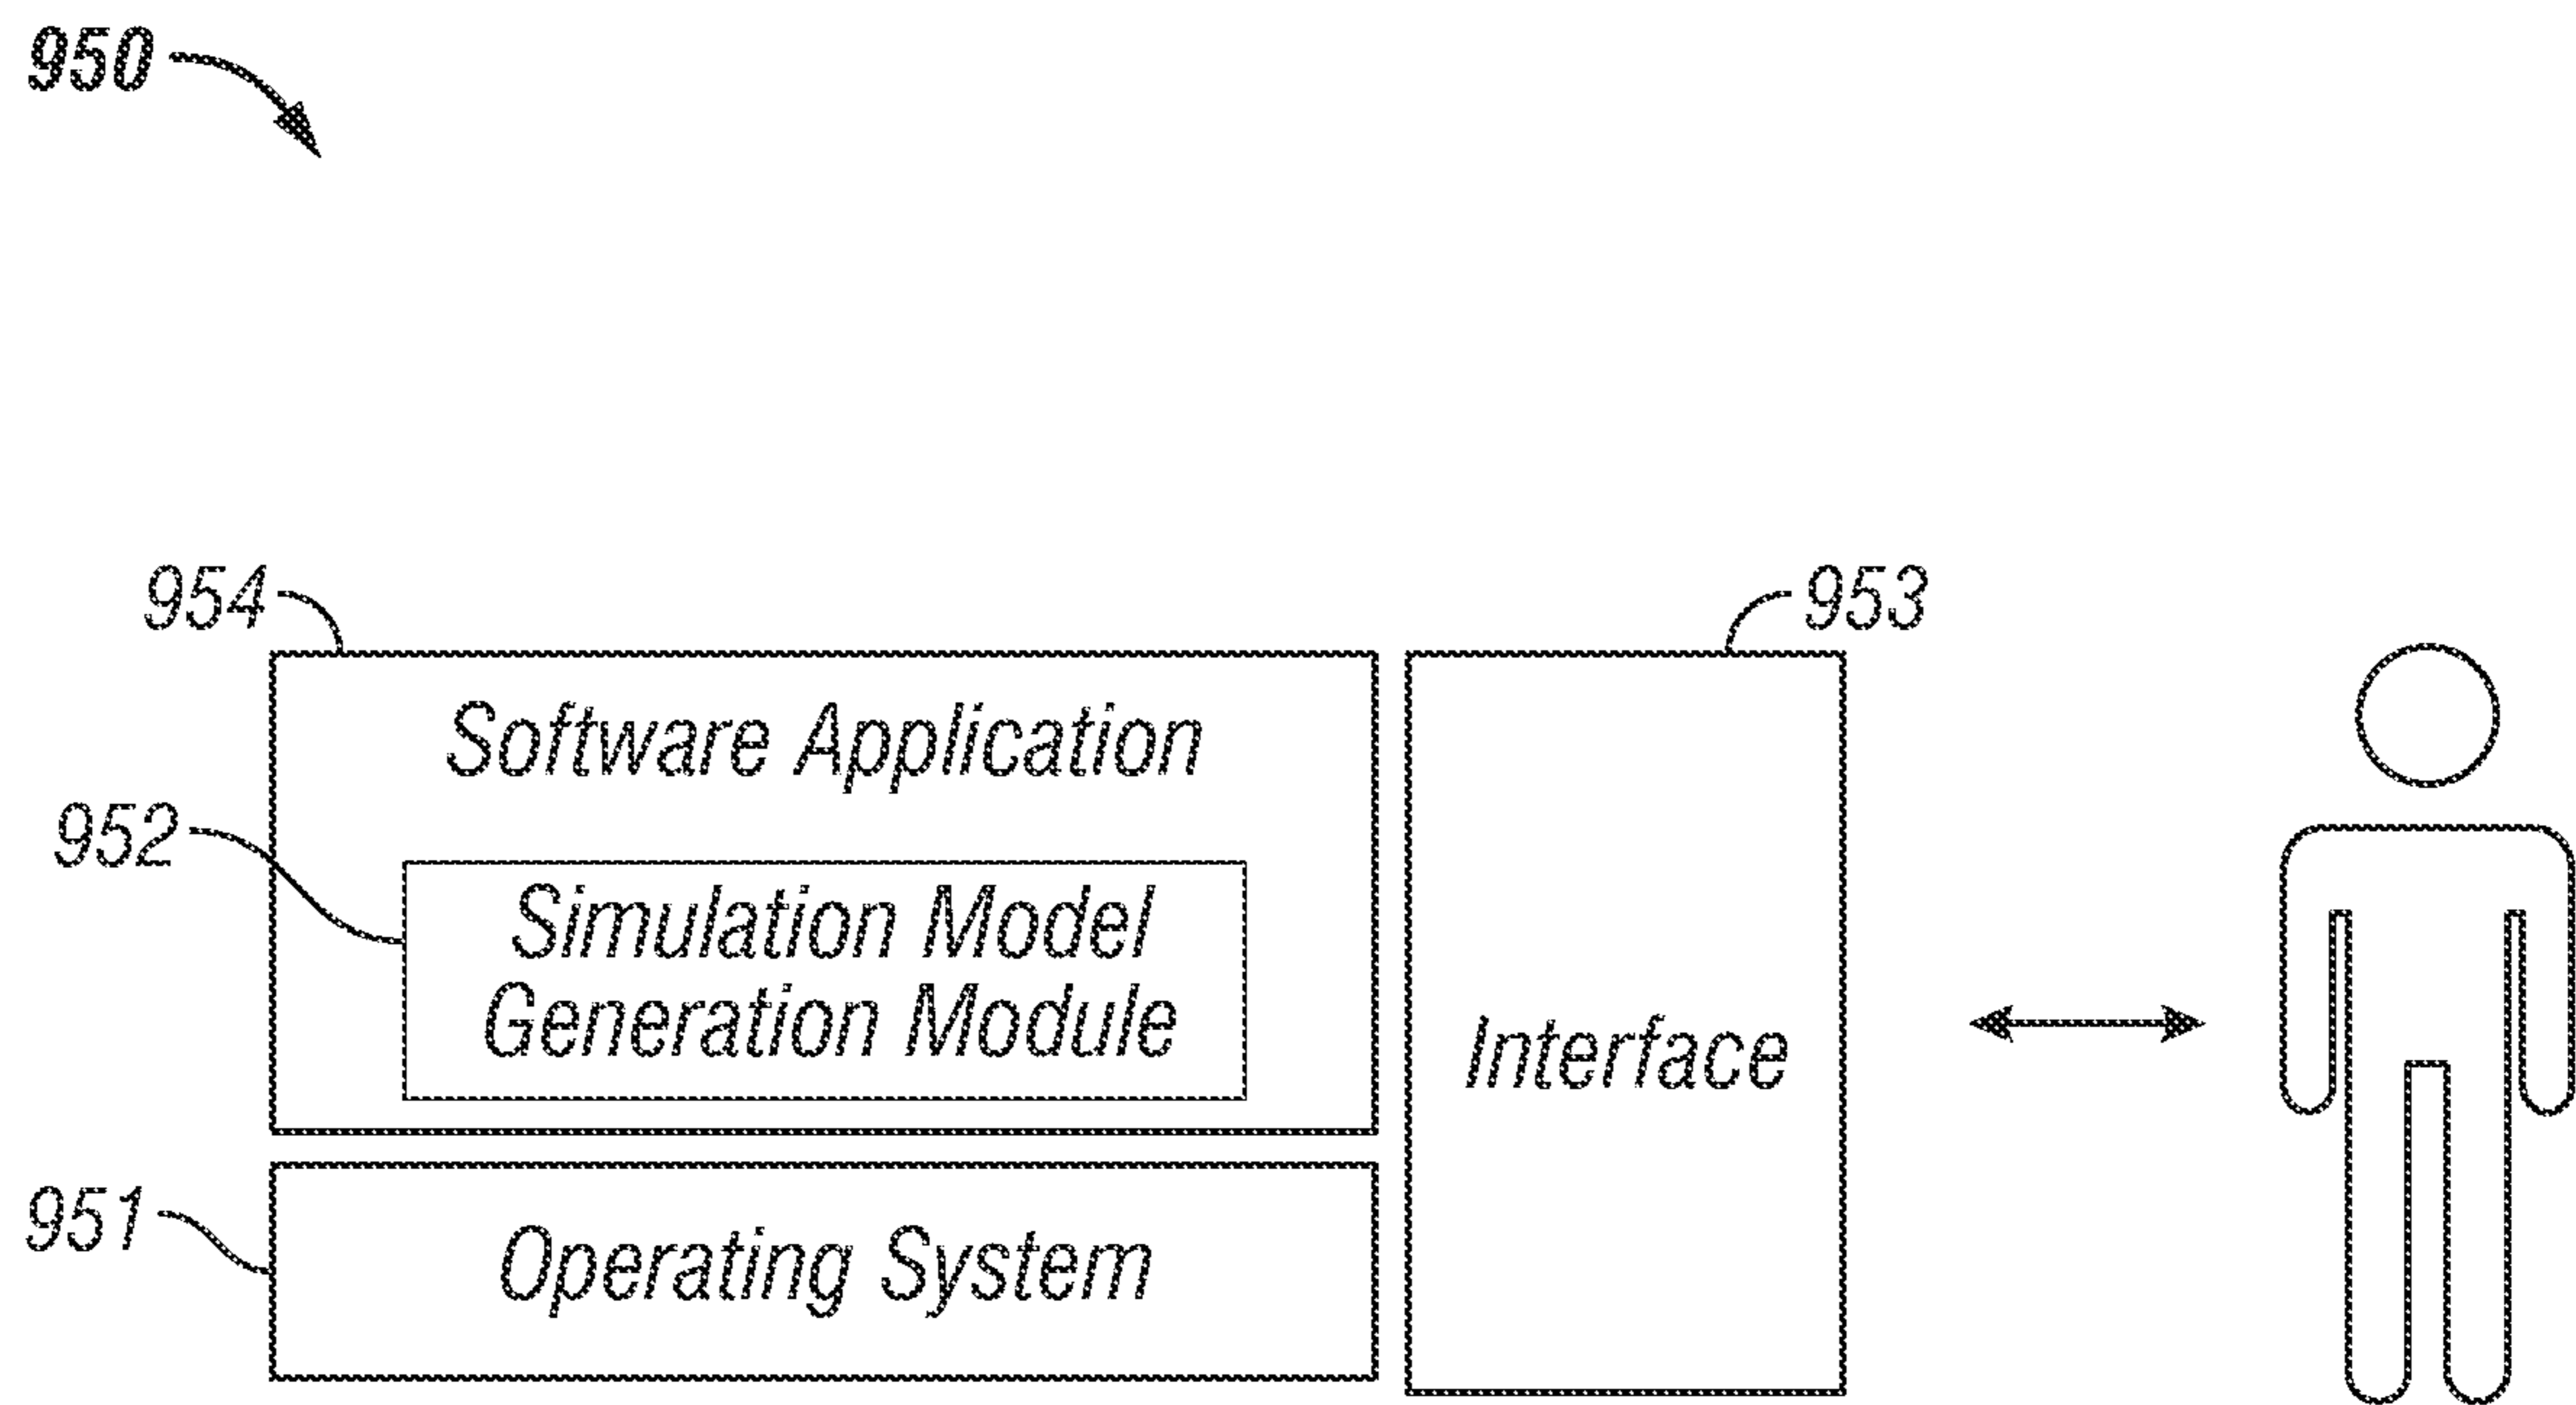 950
954
953
Software Application
952
Simulation Model
Generation Module
Interface
951
Operating System